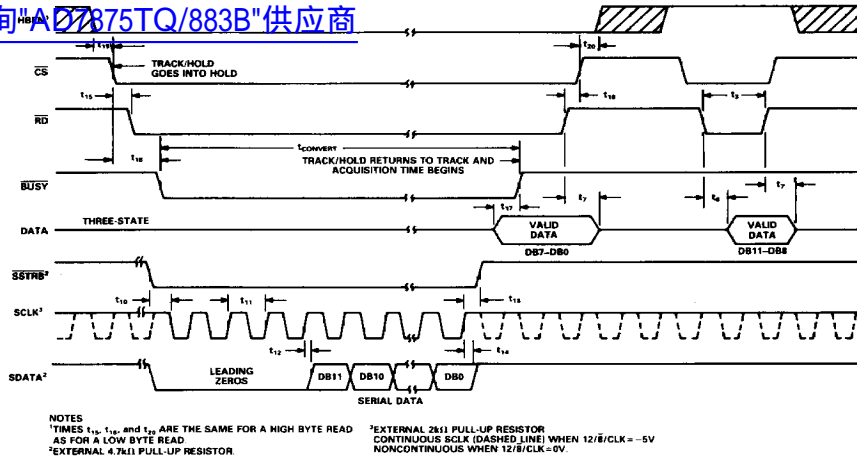 询"AD7875TQ/883B"供应商
HBEN¹
t₁₉
t₂₀
TRACK/HOLD
GOES INTO HOLD
CS
t₁₅
t₁₈
t₃
RD
t₁₆
tCONVERT
TRACK/HOLD RETURNS TO TRACK AND
ACQUISITION TIME BEGINS
BUSY
t₁₇
t₇
t₆
t₇
THREE-STATE
DATA
VALID
DATA
VALID
DATA
DB7–DB0
DB11–DB8
SSTRB²
t₁₀
t₁₁
t₁₃
SCLK³
t₁₂
t₁₄
SDATA²
LEADING
ZEROS
DB11
DB10
DB0
SERIAL DATA
NOTES
¹TIMES t₁₅, t₁₈, and t₂₀ ARE THE SAME FOR A HIGH BYTE READ
AS FOR A LOW BYTE READ.
²EXTERNAL 4.7kΩ PULL-UP RESISTOR.
³EXTERNAL 2kΩ PULL-UP RESISTOR
CONTINUOUS SCLK (DASHED LINE) WHEN 12/8/CLK = –5V
NONCONTINUOUS WHEN 12/8/CLK = 0V.